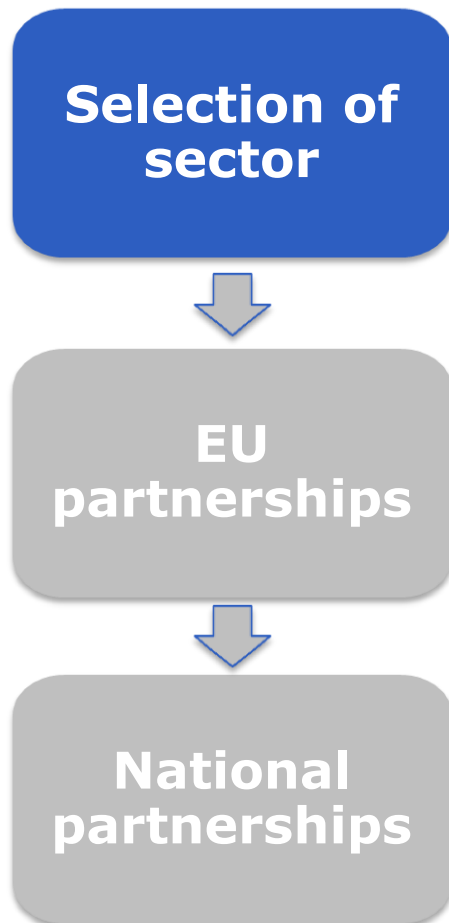 Selection of
sector
EU
partnerships
National
partnerships